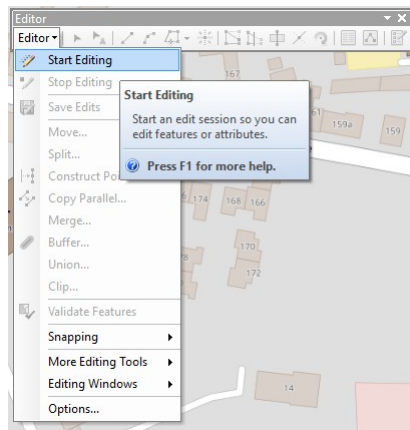 Editor
Editor
Start Editing
Stop Editing
Save Edits
Move...
Split...
Construct Po
Copy Parallel...
Merge...
Buffer...
Union...
Clip...
Validate Features
Snapping
More Editing Tools
Editing Windows
Options...
Start Editing
Start an edit session so you can
edit features or attributes.
Press F1 for more help.
167
61
159a
159
174
168
166
170
172
14